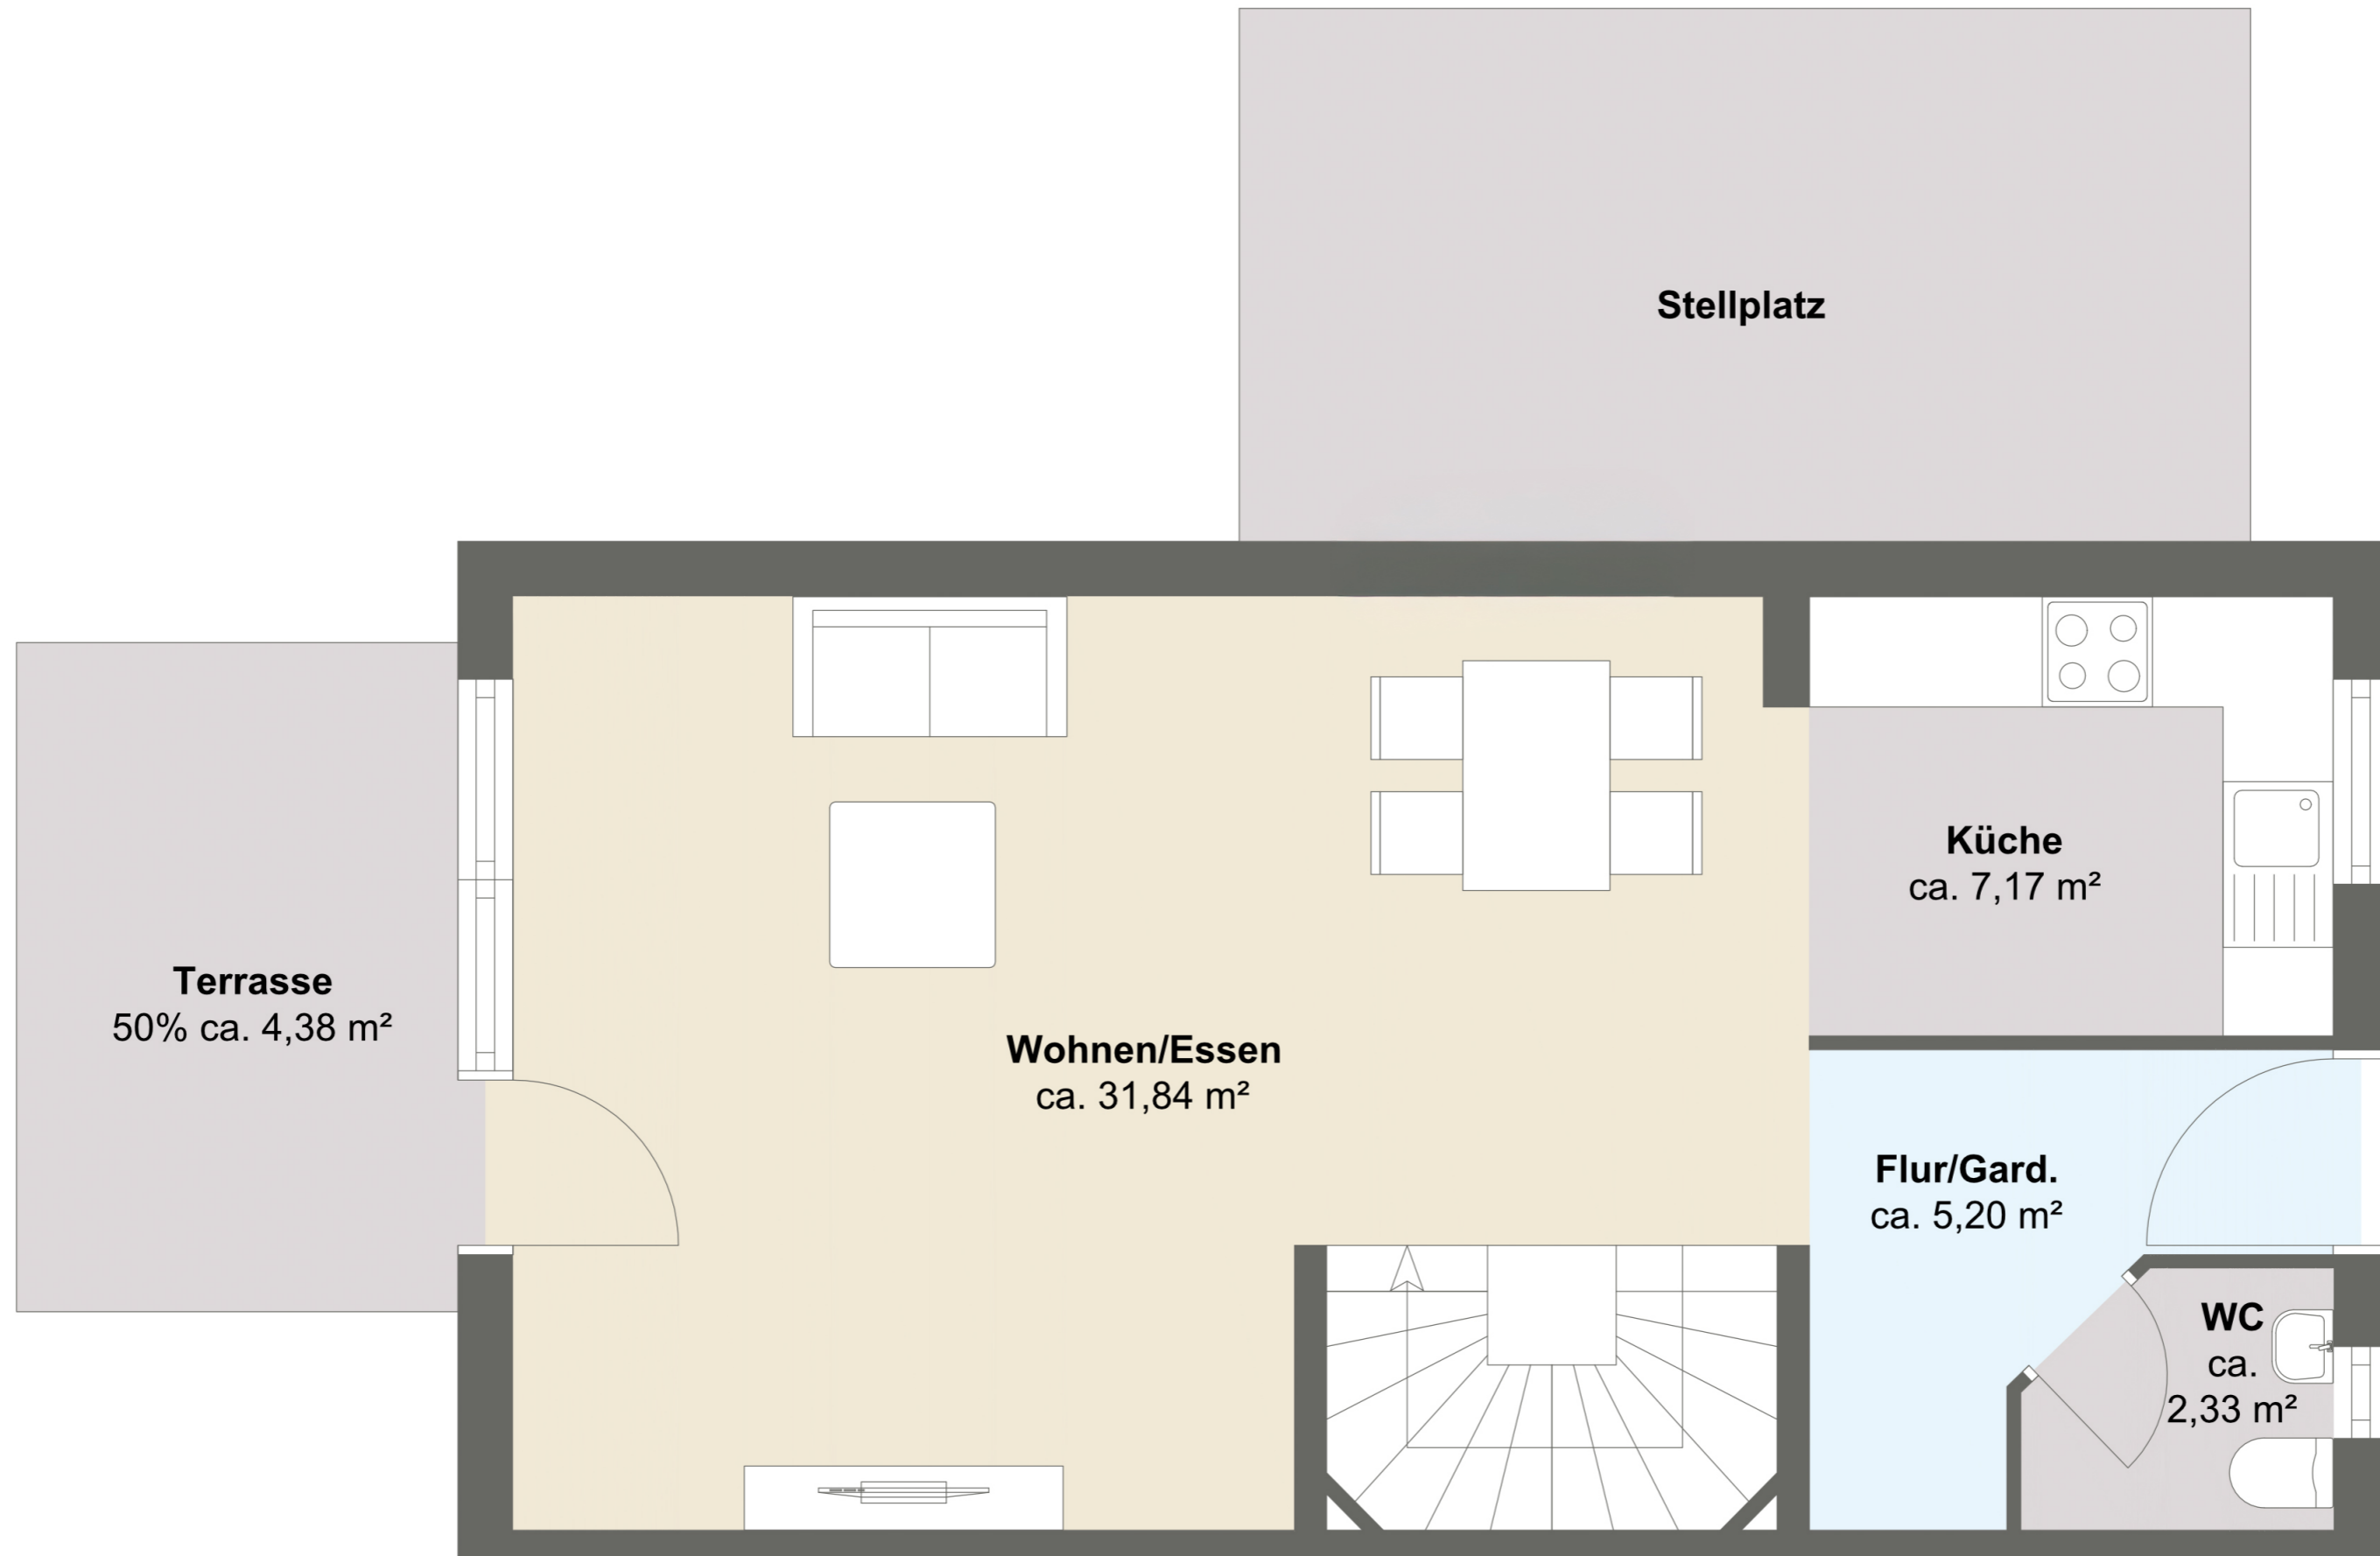 Stellplatz
Küche
ca. 7,17 m²
Terrasse
50% ca. 4,38 m²
Wohnen/Essen
ca. 31,84 m²
Flur/Gard.
ca. 5,20 m²
WC
ca.
2,33 m²